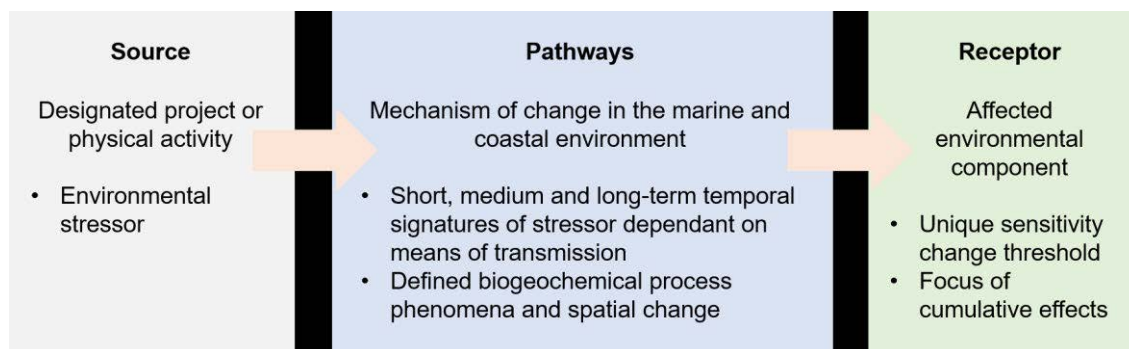 Source
Designated project or
physical activity
• Environmental
stressor
Pathways
Mechanism of change in the marine and
coastal environment
• Short, medium and long-term temporal
signatures of stressor dependant on
means of transmission
• Defined biogeochemical process
phenomena and spatial change
Receptor
Affected
environmental
component
• Unique sensitivity
change threshold
• Focus of
cumulative effects